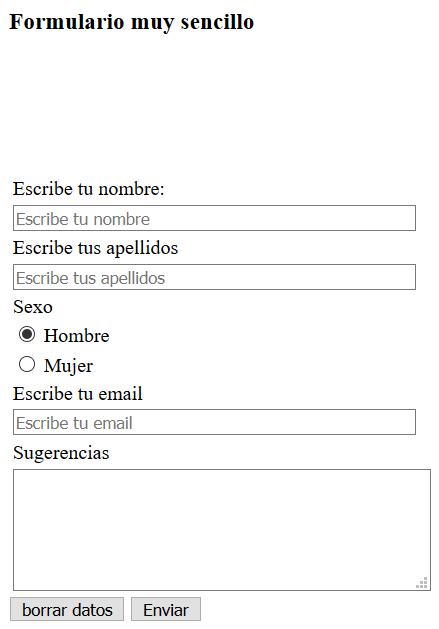 Formulario muy sencillo
Escribe tu nombre:
Escribe tu nombre
Escribe tus apellidos
Escribe tus apellidos
Sexo
Hombre
Mujer
Escribe tu email
Escribe tu email
Sugerencias
borrar datos Enviar